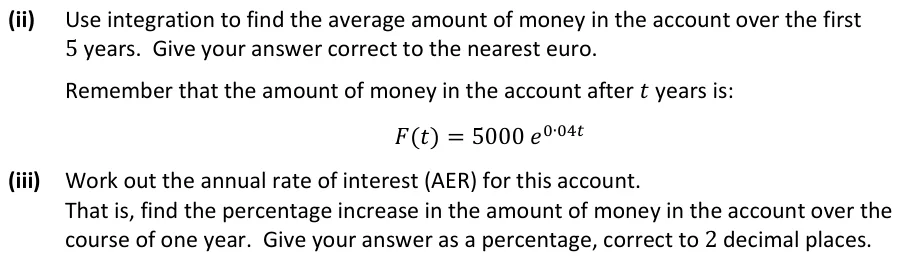 (ii) Use integration to find the average amount of money in the account over the first
5 years. Give your answer correct to the nearest euro.
Remember that the amount of money in the account after t years is:
F(t) = 5000 e^{0·04t}
(iii) Work out the annual rate of interest (AER) for this account.
That is, find the percentage increase in the amount of money in the account over the
course of one year. Give your answer as a percentage, correct to 2 decimal places.